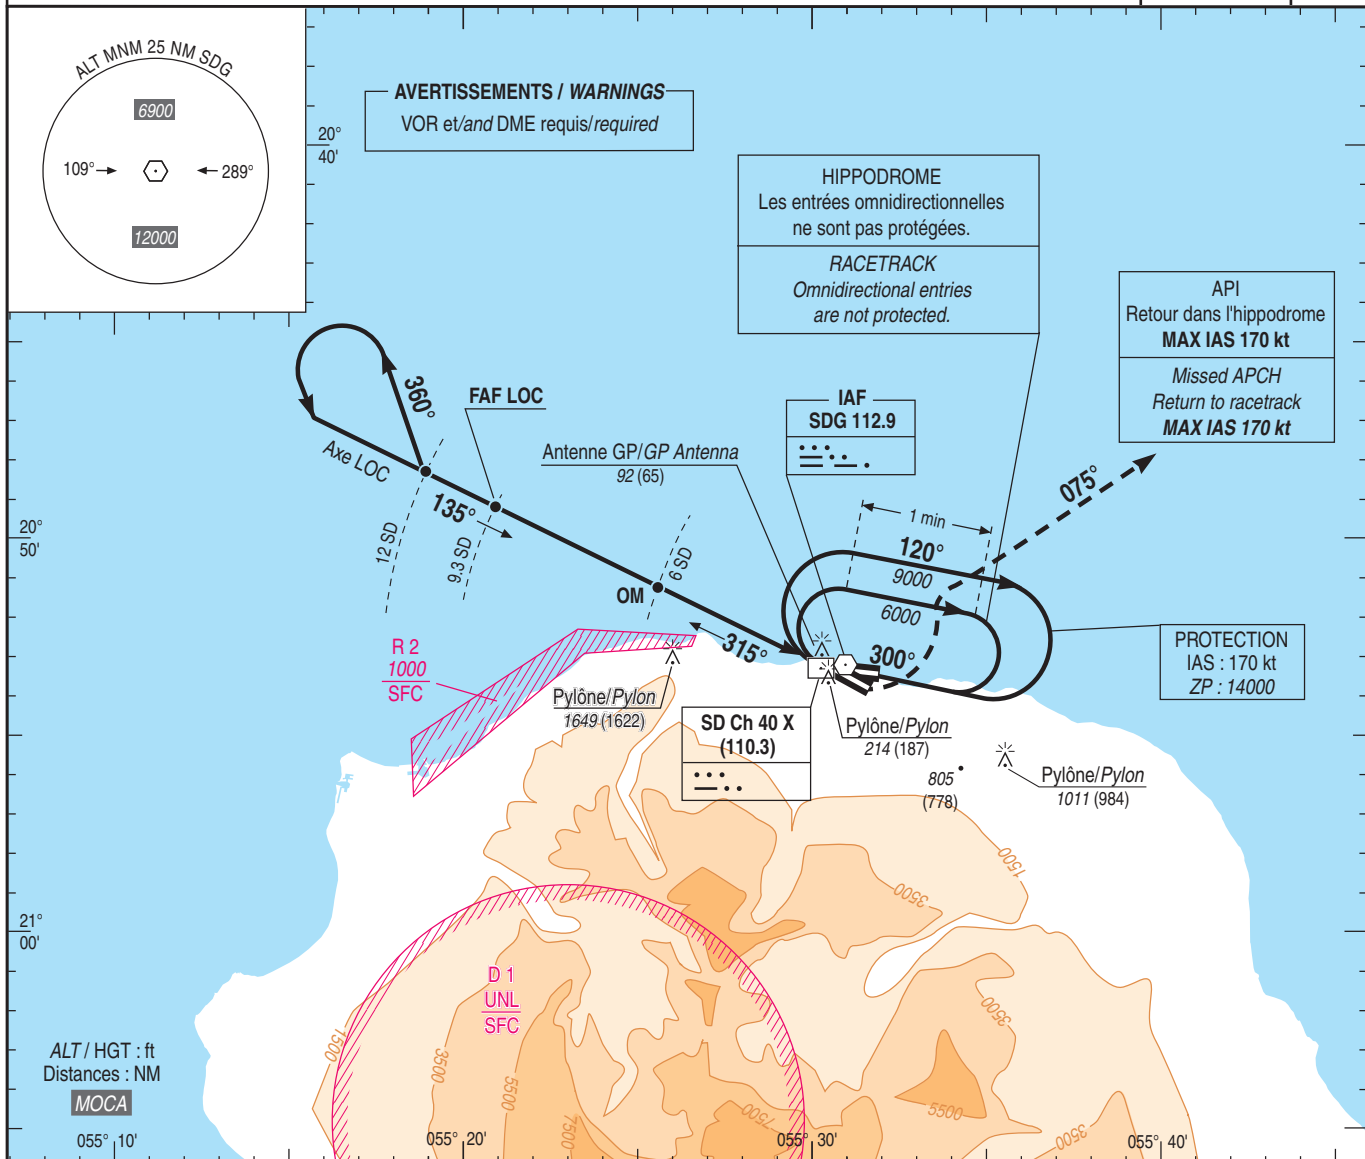 ALT MNM 25 NM SDG
6900
109°
289°
12000
AVERTISSEMENTS / WARNINGS
VOR et/and DME requis/required
20°
40'
HIPPODROME
Les entrées omnidirectionnelles
ne sont pas protégées.
RACETRACK
Omnidirectional entries
are not protected.
API
Retour dans l'hippodrome
MAX IAS 170 kt
Missed APCH
Return to racetrack
MAX IAS 170 kt
360°
FAF LOC
IAF
SDG 112.9
Antenne GP/GP Antenna
92 (65)
Axe LOC
135°
075°
1 min
20°
50'
12 SD
9.3 SD
6 SD
120°
9000
6000
OM
315°
300°
R 2
1000
SFC
PROTECTION
IAS : 170 kt
ZP : 14000
Pylône/Pylon
1649 (1622)
SD Ch 40 X
(110.3)
Pylône/Pylon
214 (187)
805
(778)
Pylône/Pylon
1011 (984)
1500
3500
21°
00'
D 1
UNL
SFC
3500
1500
3500
5500
7500
7500
5500
3500
ALT / HGT : ft
Distances : NM
MOCA
055° 10'
055° 20'
055° 30'
055° 40'